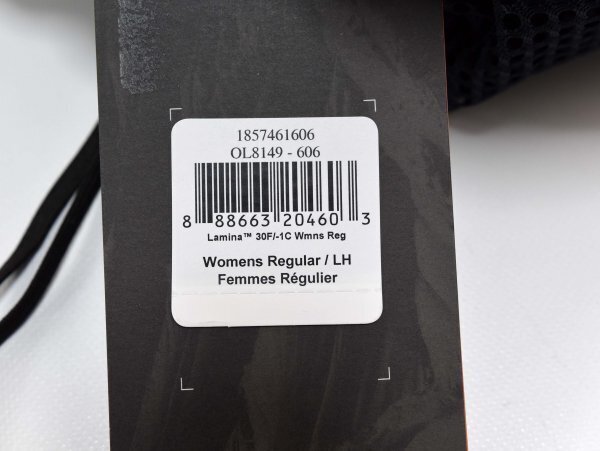 1857461606
OL8149 - 606
8 88663 20460 3
Lamina™ 30F/-1C Wmns Reg
Womens Regular / LH
Femmes Régulier